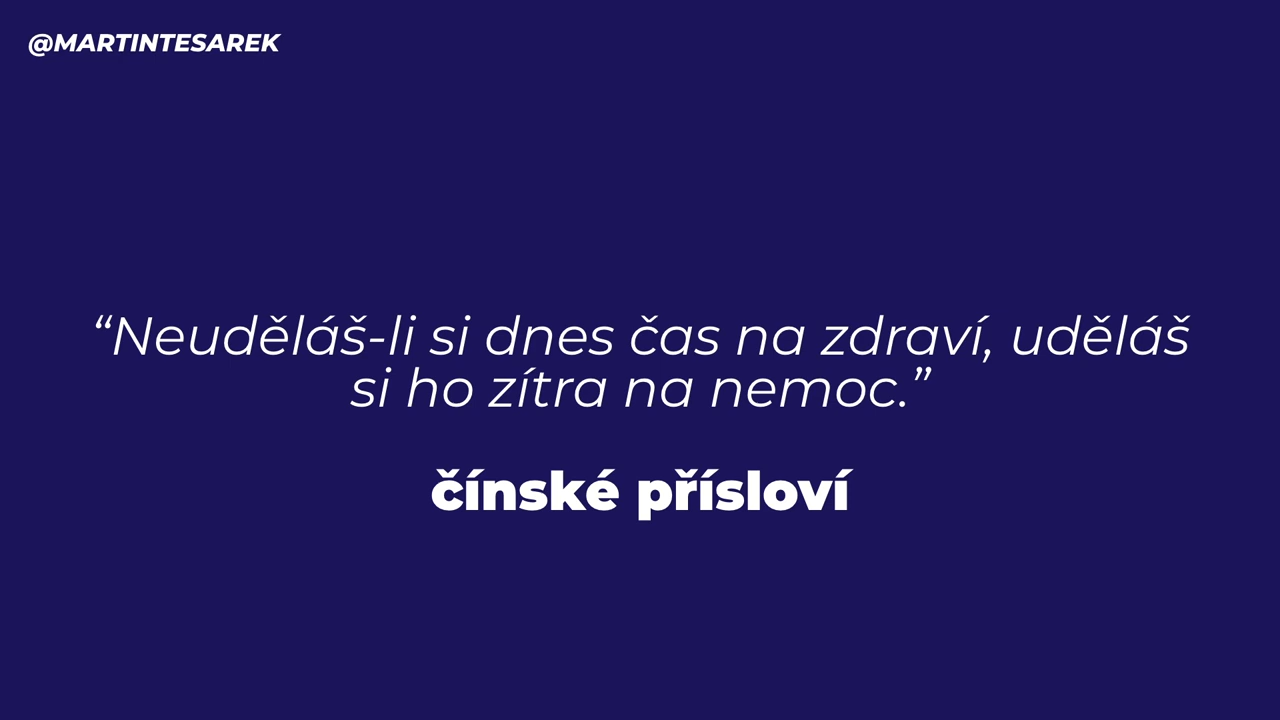 @MARTINTESAREK
“Neuděláš-li si dnes čas na zdraví, uděláš
si ho zítra na nemoc.”
čínské přísloví